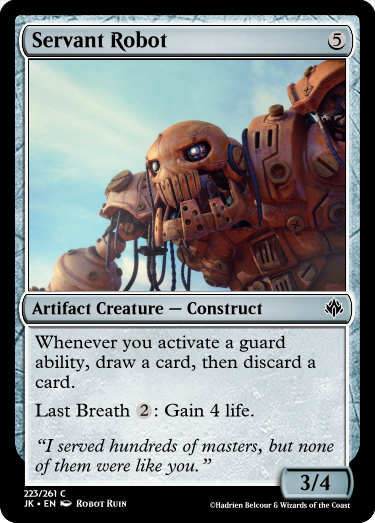 Servant Robot 5
Artifact Creature — Construct
Whenever you activate a guard
ability, draw a card, then discard a
card.
Last Breath 2: Gain 4 life.
“I served hundreds of masters, but none
of them were like you.”
3/4
223/261 C
JK • EN Robot Ruin
©Hadrien Belcour & Wizards of the Coast